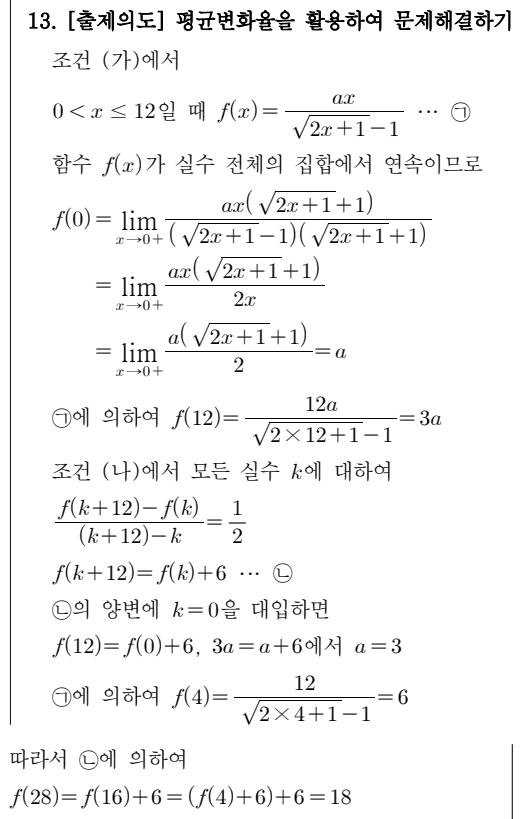 13. [출제의도] 평균변화율을 활용하여 문제해결하기
조건 (가)에서
0 < x ≤ 12일 때 f(x) = ax / (√(2x+1) − 1) ⋯ ㉠
함수 f(x)가 실수 전체의 집합에서 연속이므로
f(0) = lim x→0+ ax(√(2x+1) + 1) / (√(2x+1) − 1)(√(2x+1) + 1)
= lim x→0+ ax(√(2x+1) + 1) / 2x
= lim x→0+ a(√(2x+1) + 1) / 2 = a
㉠에 의하여 f(12) = 12a / (√(2×12+1) − 1) = 3a
조건 (나)에서 모든 실수 k에 대하여
f(k+12) − f(k) / (k+12) − k = 1/2
f(k+12) = f(k) + 6 ⋯ ㉡
㉡의 양변에 k = 0을 대입하면
f(12) = f(0) + 6, 3a = a + 6에서 a = 3
㉠에 의하여 f(4) = 12 / (√(2×4+1) − 1) = 6
따라서 ㉡에 의하여
f(28) = f(16) + 6 = (f(4) + 6) + 6 = 18